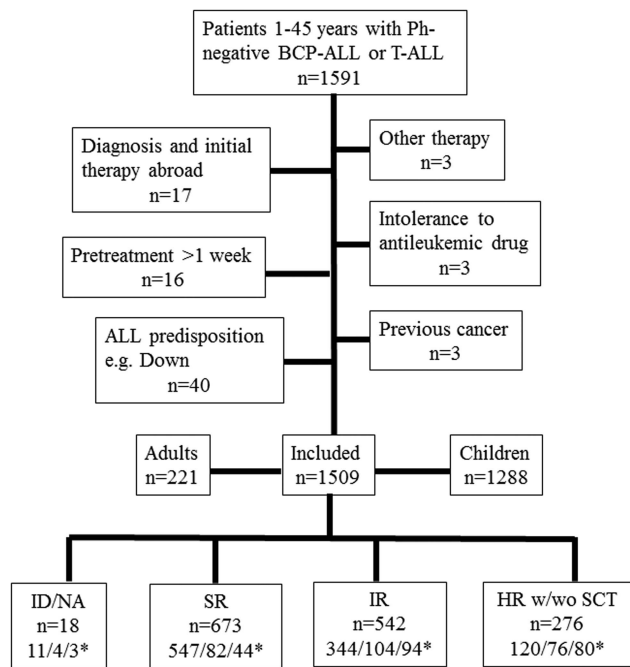 Patients 1-45 years with Ph-
negative BCP-ALL or T-ALL
n=1591
Diagnosis and initial
therapy abroad
n=17
Other therapy
n=3
Intolerance to
antileukemic drug
n=3
Pretreatment >1 week
n=16
ALL predisposition
e.g. Down
n=40
Previous cancer
n=3
Adults
n=221
Included
n=1509
Children
n=1288
ID/NA
n=18
11/4/3*
SR
n=673
547/82/44*
IR
n=542
344/104/94*
HR w/wo SCT
n=276
120/76/80*